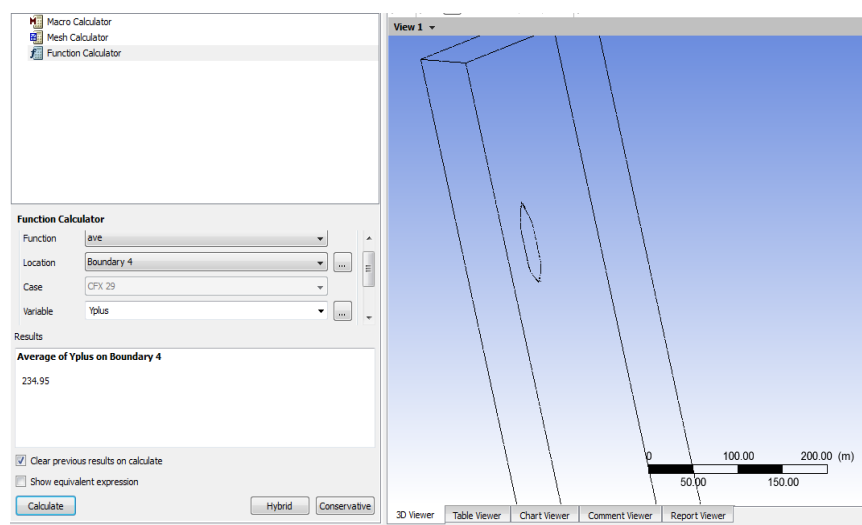 Macro Calculator
Mesh Calculator
Function Calculator
Function Calculator
Function ave
Location Boundary 4 ...
Case CFX 29
Variable Yplus ...
Results
Average of Yplus on Boundary 4
234.95
Clear previous results on calculate
Show equivalent expression
Calculate Hybrid Conservative
View 1
0 100.00 200.00 (m)
50.00 150.00
3D Viewer Table Viewer Chart Viewer Comment Viewer Report Viewer